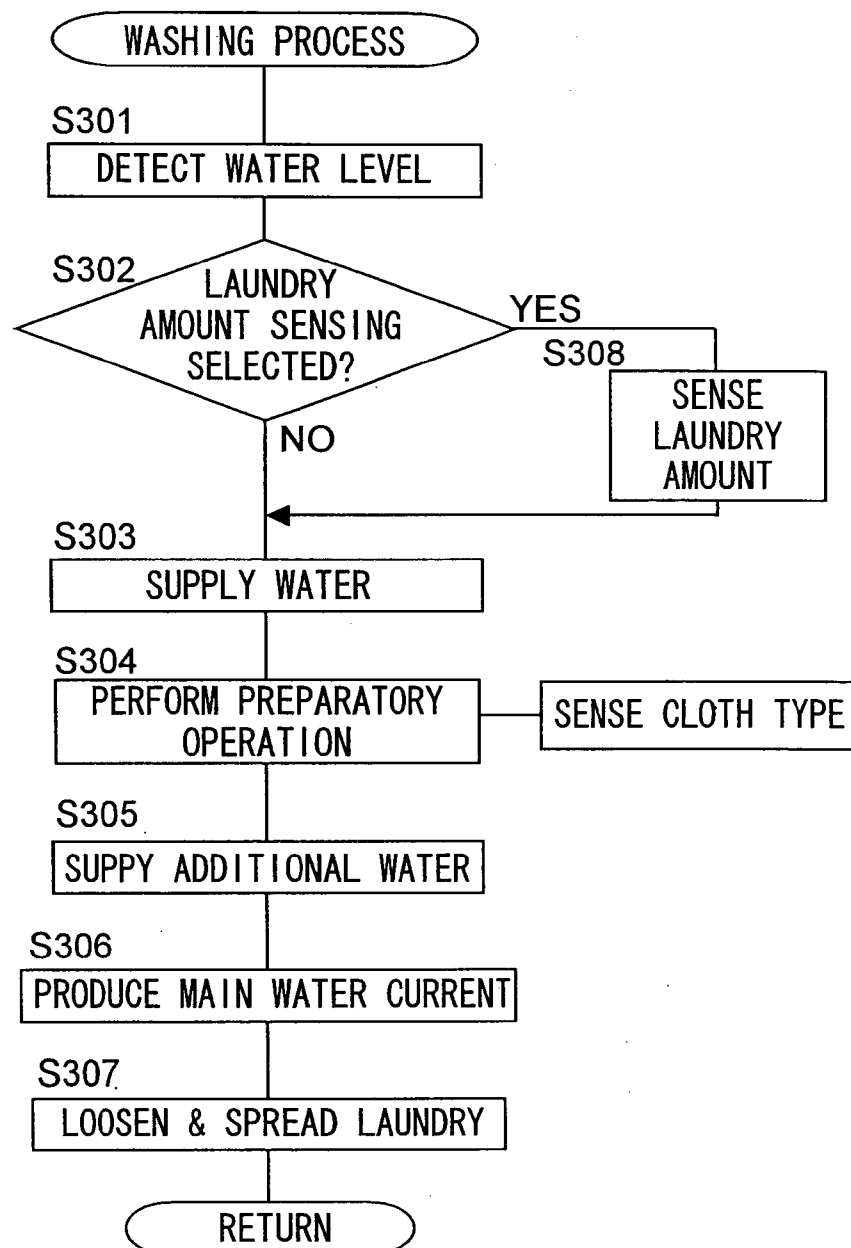 WASHING PROCESS
S301
DETECT WATER LEVEL
S302
LAUNDRY
AMOUNT SENSING
SELECTED?
YES
S308
SENSE
LAUNDRY
AMOUNT
NO
S303
SUPPLY WATER
S304
PERFORM PREPARATORY
OPERATION
SENSE CLOTH TYPE
S305
SUPPY ADDITIONAL WATER
S306
PRODUCE MAIN WATER CURRENT
S307
LOOSEN & SPREAD LAUNDRY
RETURN